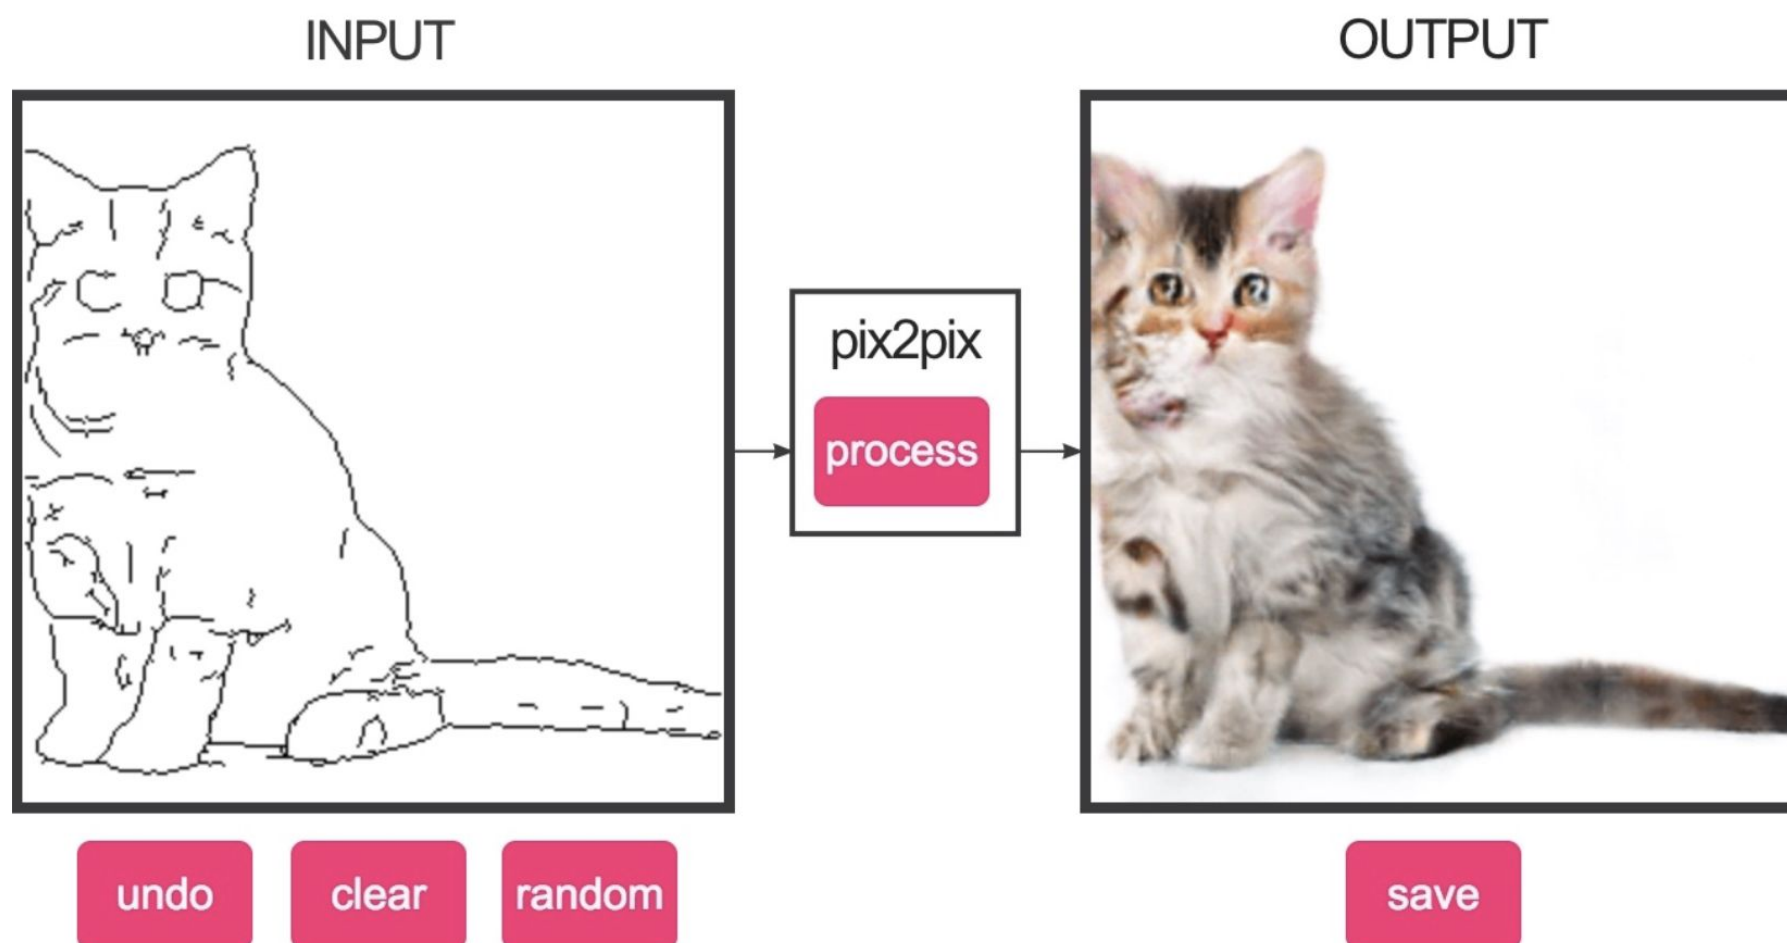 INPUT
OUTPUT
pix2pix
process
undo
clear
random
save